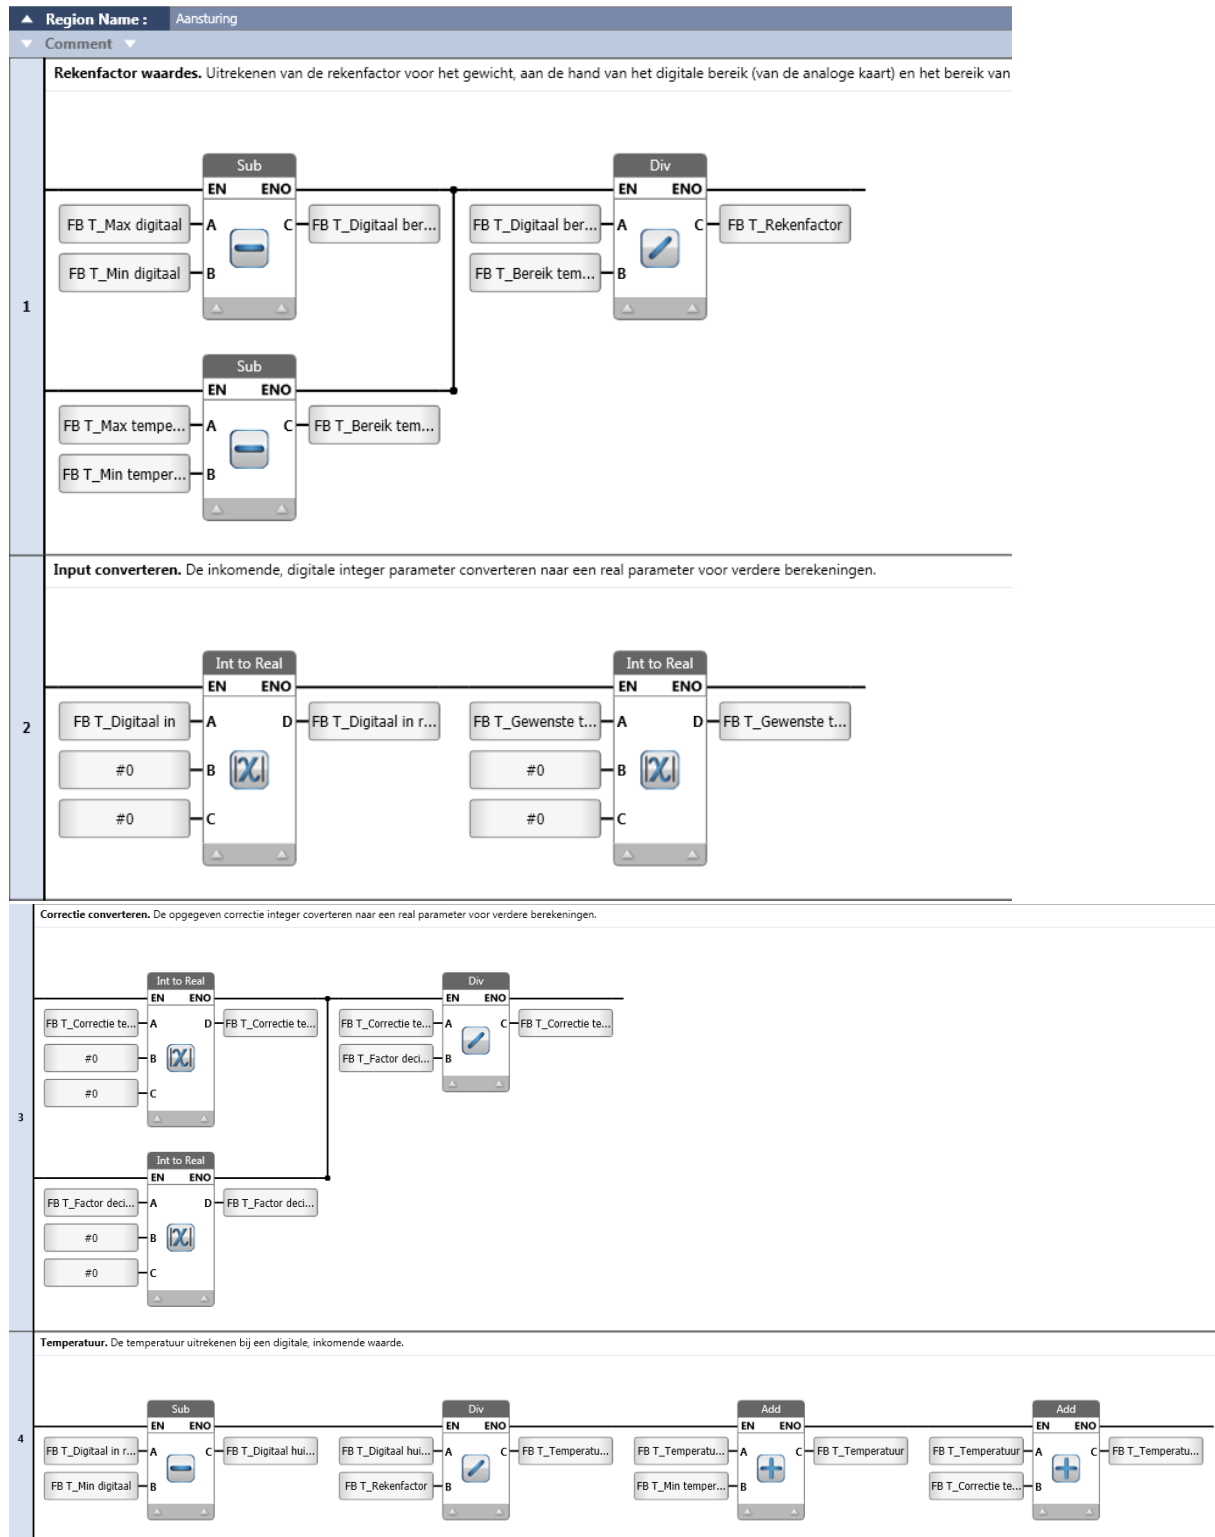 Region Name : Aansturing
Comment
Rekenfactor waardes. Uitrekenen van de rekenfactor voor het gewicht, aan de hand van het digitale bereik (van de analoge kaart) en het bereik van
1
Sub
EN ENO
FB T_Max digitaal A C FB T_Digitaal ber...
FB T_Min digitaal B
Div
EN ENO
FB T_Digitaal ber... A C FB T_Rekenfactor
FB T_Bereik tem... B
Sub
EN ENO
FB T_Max tempe... A C FB T_Bereik tem...
FB T_Min temper... B
Input converteren. De inkomende, digitale integer parameter converteren naar een real parameter voor verdere berekeningen.
2
Int to Real
EN ENO
FB T_Digitaal in A D FB T_Digitaal in r...
#0 B
#0 C
Int to Real
EN ENO
FB T_Gewenste t... A D FB T_Gewenste t...
#0 B
#0 C
Correctie converteren. De opgegeven correctie integer coverteren naar een real parameter voor verdere berekeningen.
3
Int to Real
EN ENO
FB T_Correctie te... A D FB T_Correctie te...
#0 B
#0 C
Div
EN ENO
FB T_Correctie te... A C FB T_Correctie te...
FB T_Factor deci... B
Int to Real
EN ENO
FB T_Factor deci... A D FB T_Factor deci...
#0 B
#0 C
Temperatuur. De temperatuur uitrekenen bij een digitale, inkomende waarde.
4
Sub
EN ENO
FB T_Digitaal in r... A C FB T_Digitaal hui...
FB T_Min digitaal B
Div
EN ENO
FB T_Digitaal hui... A C FB T_Temperatu...
FB T_Rekenfactor B
Add
EN ENO
FB T_Temperatu... A C FB T_Temperatuur
FB T_Min temper... B
Add
EN ENO
FB T_Temperatuur A C FB T_Temperatu...
FB T_Correctie te... B